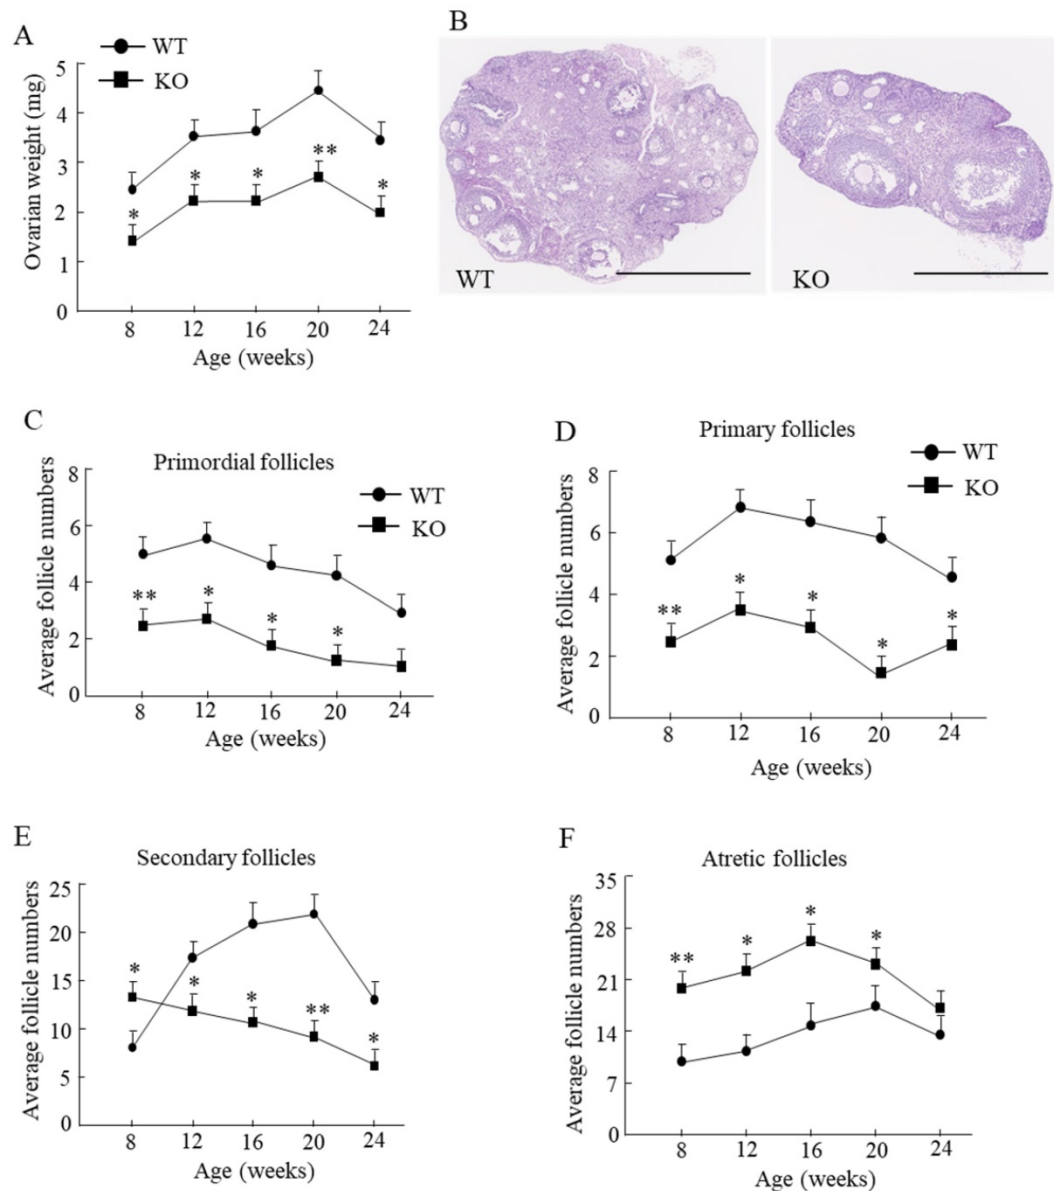 A
WT
KO
Ovarian weight (mg)
5
4
3
2
1
0
*
*
*
**
*
8 12 16 20 24
Age (weeks)
B
WT
KO
C
Primordial follicles
WT
KO
Average follicle numbers
8
6
4
2
0
**
*
*
*
8 12 16 20 24
Age (weeks)
D
Primary follicles
WT
KO
Average follicle numbers
8
6
4
2
0
**
*
*
*
*
8 12 16 20 24
Age (weeks)
E
Secondary follicles
Average follicle numbers
25
20
15
10
5
0
*
*
*
**
*
8 12 16 20 24
Age (weeks)
F
Atretic follicles
Average follicle numbers
35
28
21
14
7
0
**
*
*
*
8 12 16 20 24
Age (weeks)